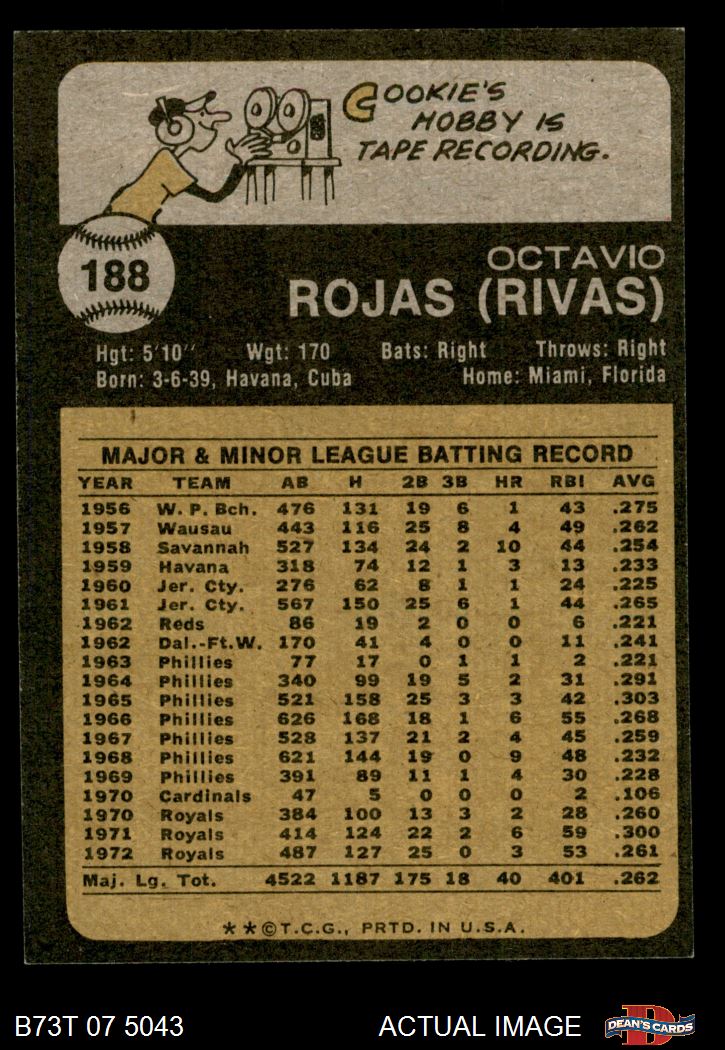 COOKIE'S
HOBBY IS
TAPE RECORDING.
188
OCTAVIO
ROJAS (RIVAS)
Hgt: 5'10" Wgt: 170 Bats: Right Throws: Right
Born: 3-6-39, Havana, Cuba Home: Miami, Florida
MAJOR & MINOR LEAGUE BATTING RECORD
YEAR TEAM AB H 2B 3B HR RBI AVG
1956 W. P. Bch. 476 131 19 6 1 43 .275
1957 Wausau 443 116 25 8 4 49 .262
1958 Savannah 527 134 24 2 10 44 .254
1959 Havana 318 74 12 1 3 13 .233
1960 Jer. Cty. 276 62 8 1 1 24 .225
1961 Jer. Cty. 567 150 25 6 1 44 .265
1962 Reds 86 19 2 0 0 6 .221
1962 Dal.-Ft.W. 170 41 4 0 0 11 .241
1963 Phillies 77 17 0 1 1 2 .221
1964 Phillies 340 99 19 5 2 31 .291
1965 Phillies 521 158 25 3 3 42 .303
1966 Phillies 626 168 18 1 6 55 .268
1967 Phillies 528 137 21 2 4 45 .259
1968 Phillies 621 144 19 0 9 48 .232
1969 Phillies 391 89 11 1 4 30 .228
1970 Cardinals 47 5 0 0 0 2 .106
1970 Royals 384 100 13 3 2 28 .260
1971 Royals 414 124 22 2 6 59 .300
1972 Royals 487 127 25 0 3 53 .261
Maj. Lg. Tot. 4522 1187 175 18 40 401 .262
**©T.C.G., PRTD. IN U.S.A.
B73T 07 5043 ACTUAL IMAGE D DEAN'S CARDS